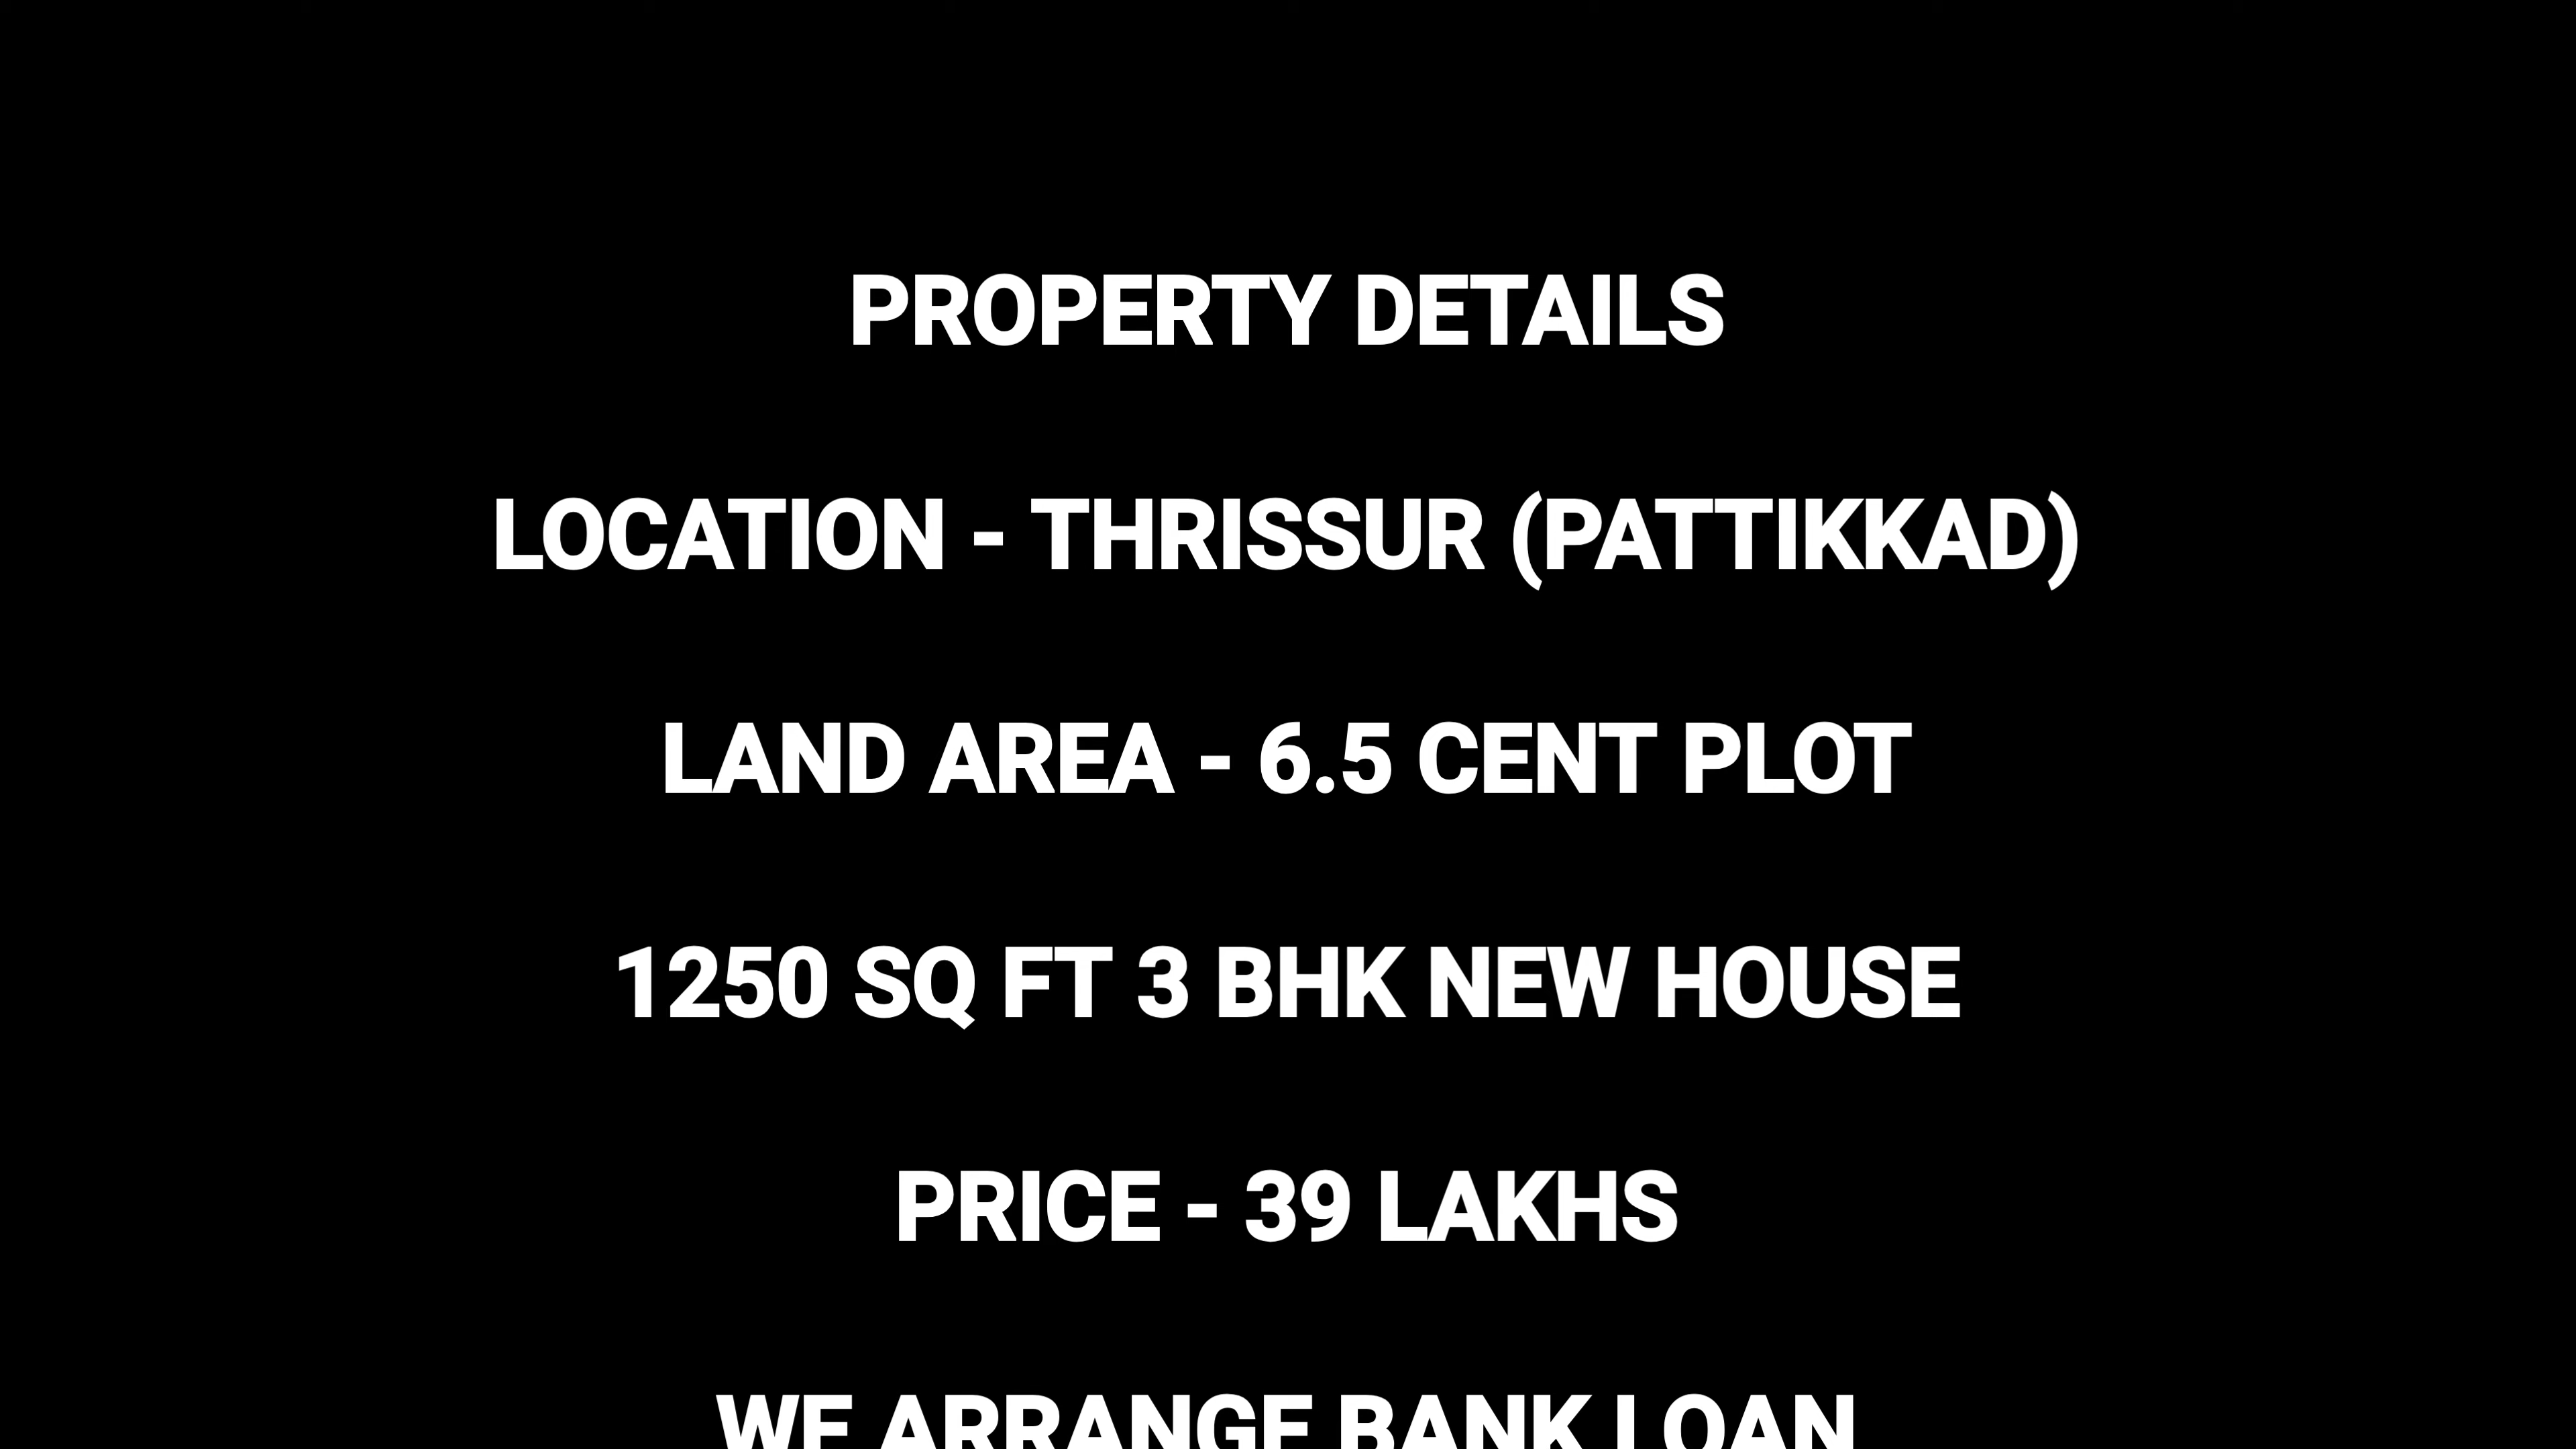 PROPERTY DETAILS
LOCATION - THRISSUR (PATTIKKAD)
LAND AREA - 6.5 CENT PLOT
1250 SQ FT 3 BHK NEW HOUSE
PRICE - 39 LAKHS
WE ARRANGE BANK LOAN